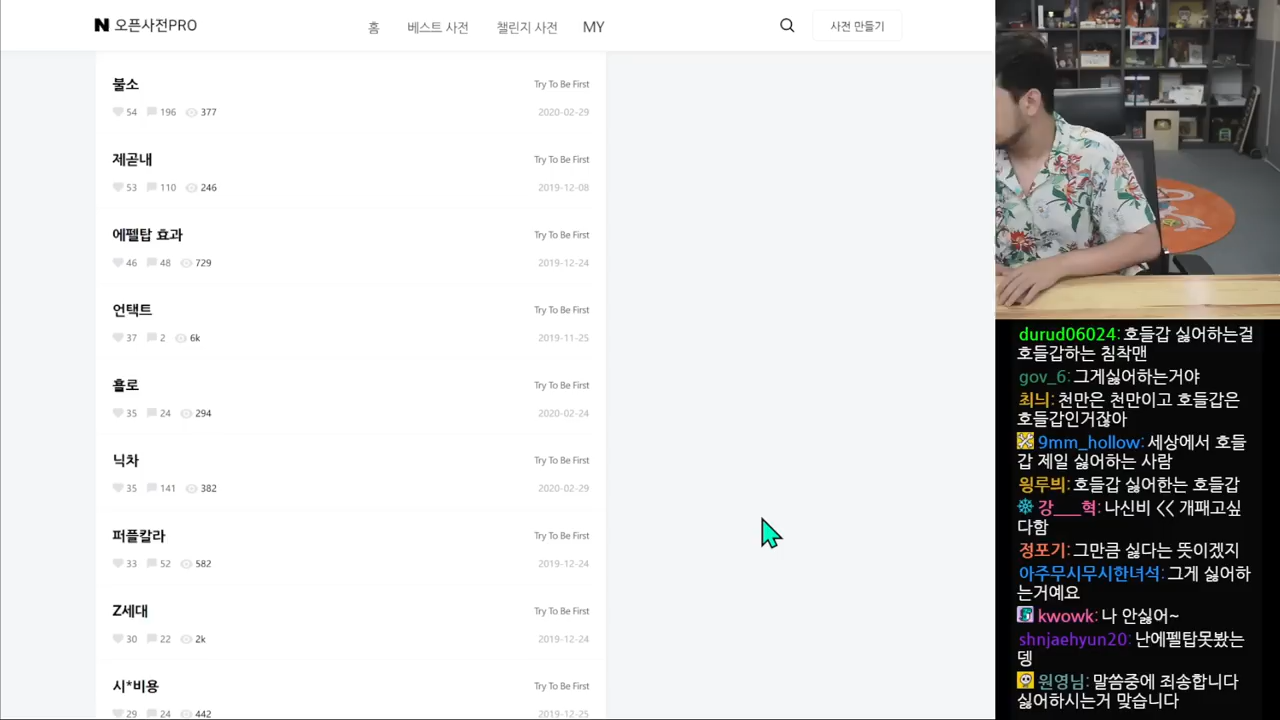 N 오픈사전PRO
홈 베스트 사전 챌린지 사전 MY
사전 만들기
불소 Try To Be First
54 196 377 2020-02-29
제곧내 Try To Be First
53 110 246 2019-12-08
에펠탑 효과 Try To Be First
46 48 729 2019-12-24
언택트 Try To Be First
37 2 6k 2019-11-25
욜로 Try To Be First
35 24 294 2020-02-24
닉차 Try To Be First
35 141 382 2020-02-29
퍼플칼라 Try To Be First
33 52 582 2019-12-24
Z세대 Try To Be First
30 22 2k 2019-12-24
시*비용 Try To Be First
29 24 442 2019-12-25
durud06024: 호들갑 싫어하는걸
호들갑하는 침착맨
gov_6: 그게싫어하는거야
최늬: 천만은 천만이고 호들갑은
호들갑인거잖아
9mm_hollow: 세상에서 호들
갑 제일 싫어하는 사람
윙루븨: 호들갑 싫어한는 호들갑
강___혁: 나신비 << 개패고싶
다함
정포기: 그만큼 싫다는 뜻이겠지
아주무시무시한녀석: 그게 싫어하
는거예요
kwowk: 나 안싫어~
shnjaehyun20: 난에펠탑못봤는
뎅
원영님: 말씀중에 죄송합니다
싫어하시는거 맞습니다